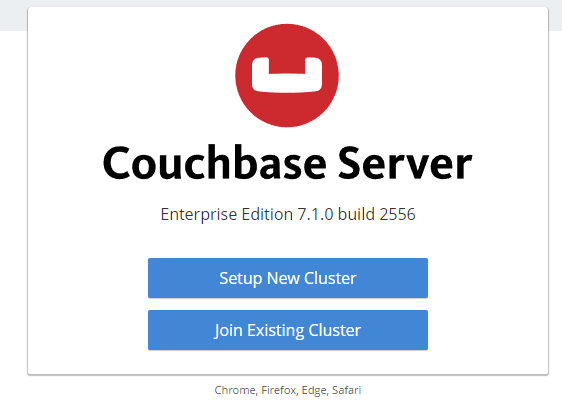 Couchbase Server
Enterprise Edition 7.1.0 build 2556
Setup New Cluster
Join Existing Cluster
Chrome, Firefox, Edge, Safari